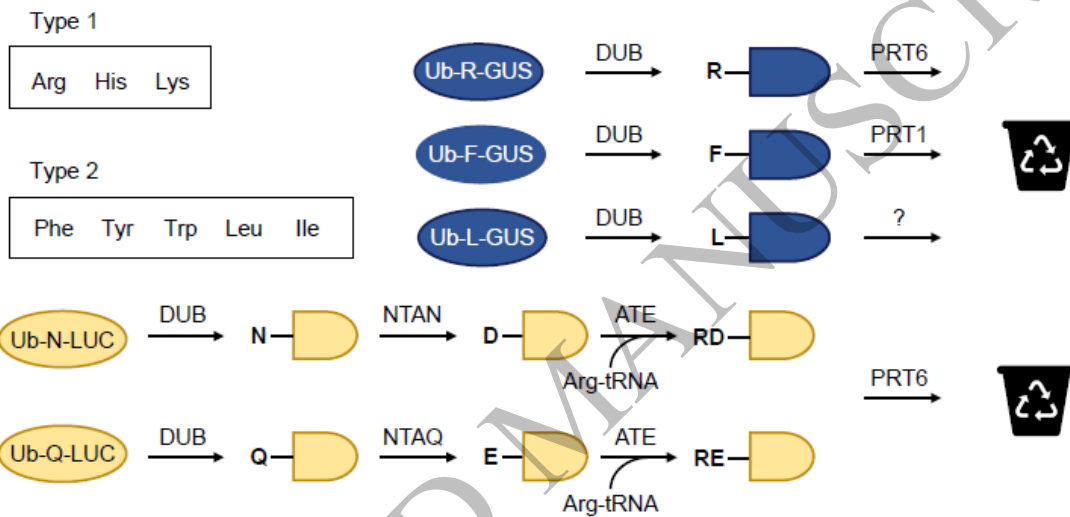 Type 1
Arg His Lys
Type 2
Phe Tyr Trp Leu Ile
Ub-R-GUS DUB R PRT6
Ub-F-GUS DUB F PRT1
Ub-L-GUS DUB L ?
Ub-N-LUC DUB N NTAN D ATE Arg-tRNA RD
PRT6
Ub-Q-LUC DUB Q NTAQ E ATE Arg-tRNA RE
D MANUSCRI